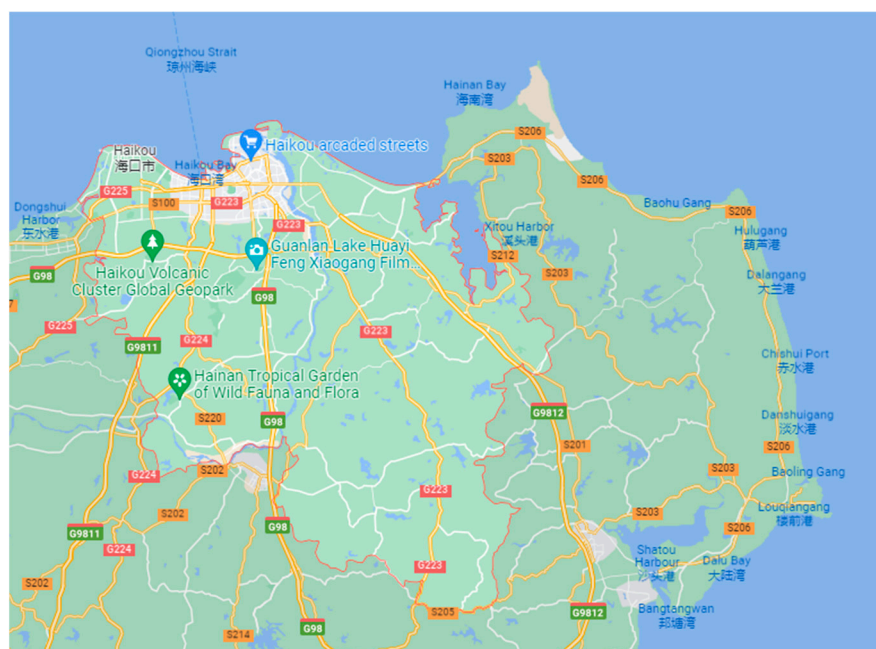 Qiongzhou Strait
琼州海峡
Hainan Bay
海南湾
S206
Haikou arcaded streets
Haikou
海口市
S203
Haikou Bay
海口湾
S206
G225
S100
G223
Baohu Gang
S206
Dongshui
Harbor
东水港
G223
Xitou Harbor
溪头港
Hulugang
葫芦港
Guanlan Lake Huayi
Feng Xiaogang Film...
S212
Haikou Volcanic
Cluster Global Geopark
G98
S203
Dalangang
大兰港
G98
G225
G223
G224
G9811
Chishui Port
赤水港
Hainan Tropical Garden
of Wild Fauna and Flora
S220
G98
G9812
Danshuigang
淡水港
S201
S206
S202
G224
S203
Baoling Gang
G223
S202
S203
Louqiangang
楼前港
G98
G9811
S206
G224
Shatou
Harbour
沙头港
Dalu Bay
大陆湾
G223
S202
S205
G9812
Bangtangwan
邦塘湾
S214
G98